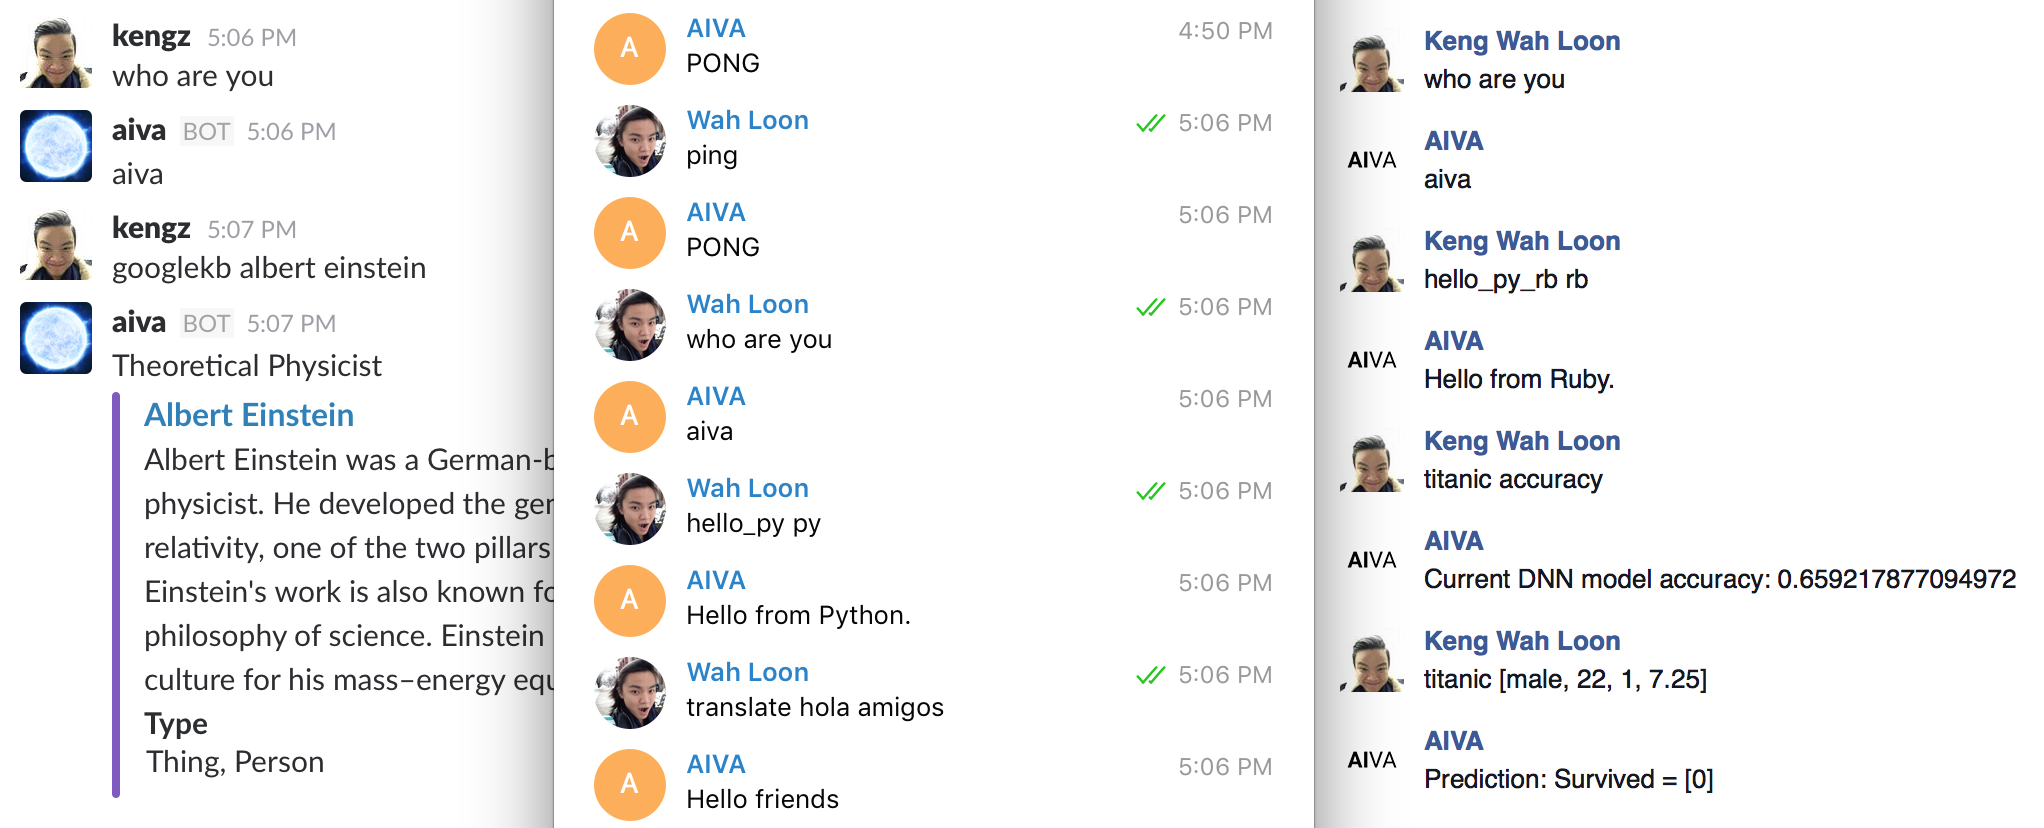 kengz 5:06 PM
who are you
aiva BOT 5:06 PM
aiva
kengz 5:07 PM
googlekb albert einstein
aiva BOT 5:07 PM
Theoretical Physicist
Albert Einstein
Albert Einstein was a German-b
physicist. He developed the ger
relativity, one of the two pillars
Einstein's work is also known fo
philosophy of science. Einstein
culture for his mass–energy equ
Type
Thing, Person
A
AIVA 4:50 PM
PONG
Wah Loon 5:06 PM
ping
A
AIVA 5:06 PM
PONG
Wah Loon 5:06 PM
who are you
A
AIVA 5:06 PM
aiva
Wah Loon 5:06 PM
hello_py py
A
AIVA 5:06 PM
Hello from Python.
Wah Loon 5:06 PM
translate hola amigos
A
AIVA 5:06 PM
Hello friends
Keng Wah Loon
who are you
AIVA
AIVA
aiva
Keng Wah Loon
hello_py_rb rb
AIVA
AIVA
Hello from Ruby.
Keng Wah Loon
titanic accuracy
AIVA
AIVA
Current DNN model accuracy: 0.659217877094972
Keng Wah Loon
titanic [male, 22, 1, 7.25]
AIVA
AIVA
Prediction: Survived = [0]